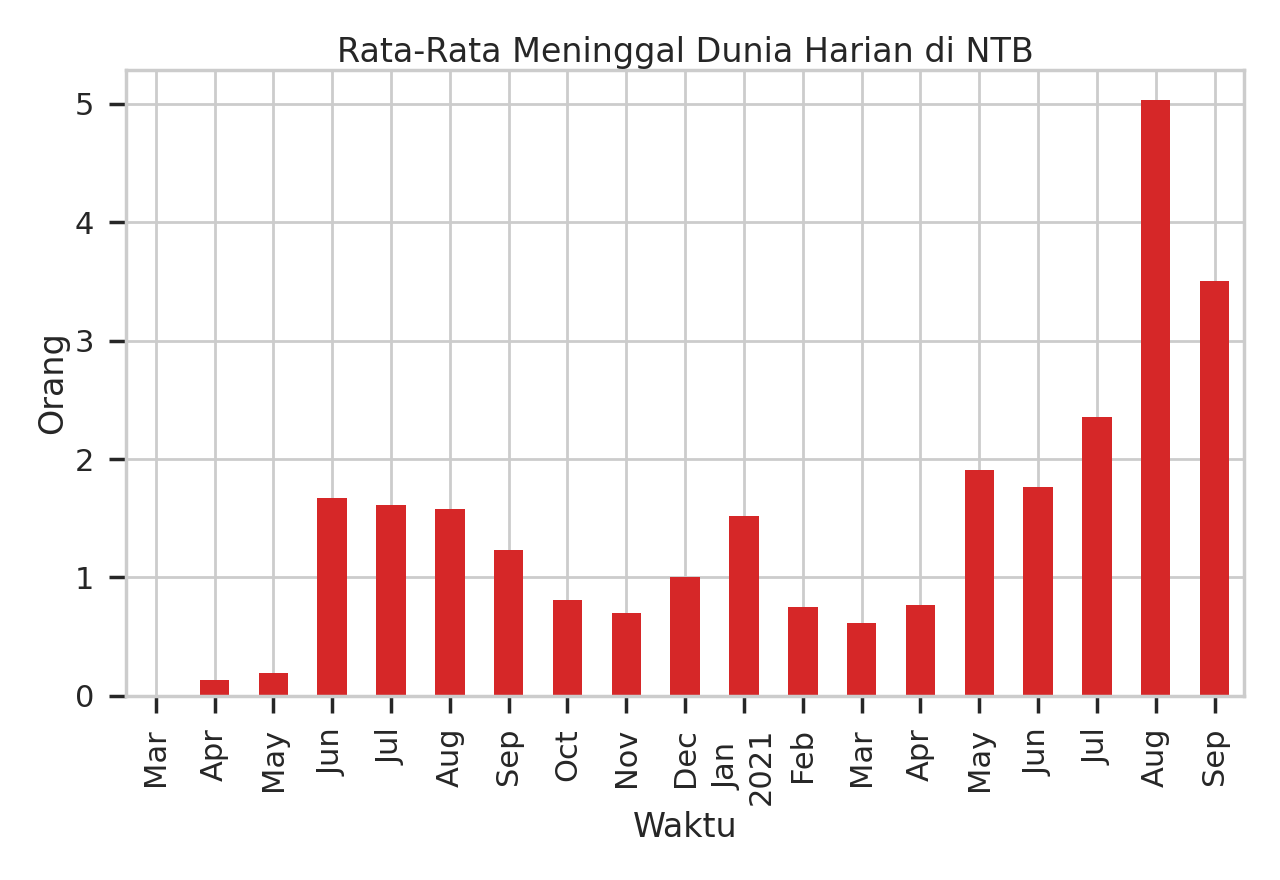 Rata-Rata Meninggal Dunia Harian di NTB
Orang
5
4
3
2
1
0
Mar
Apr
May
Jun
Jul
Aug
Sep
Oct
Nov
Dec
Jan
2021
Feb
Mar
Apr
May
Jun
Jul
Aug
Sep
Waktu